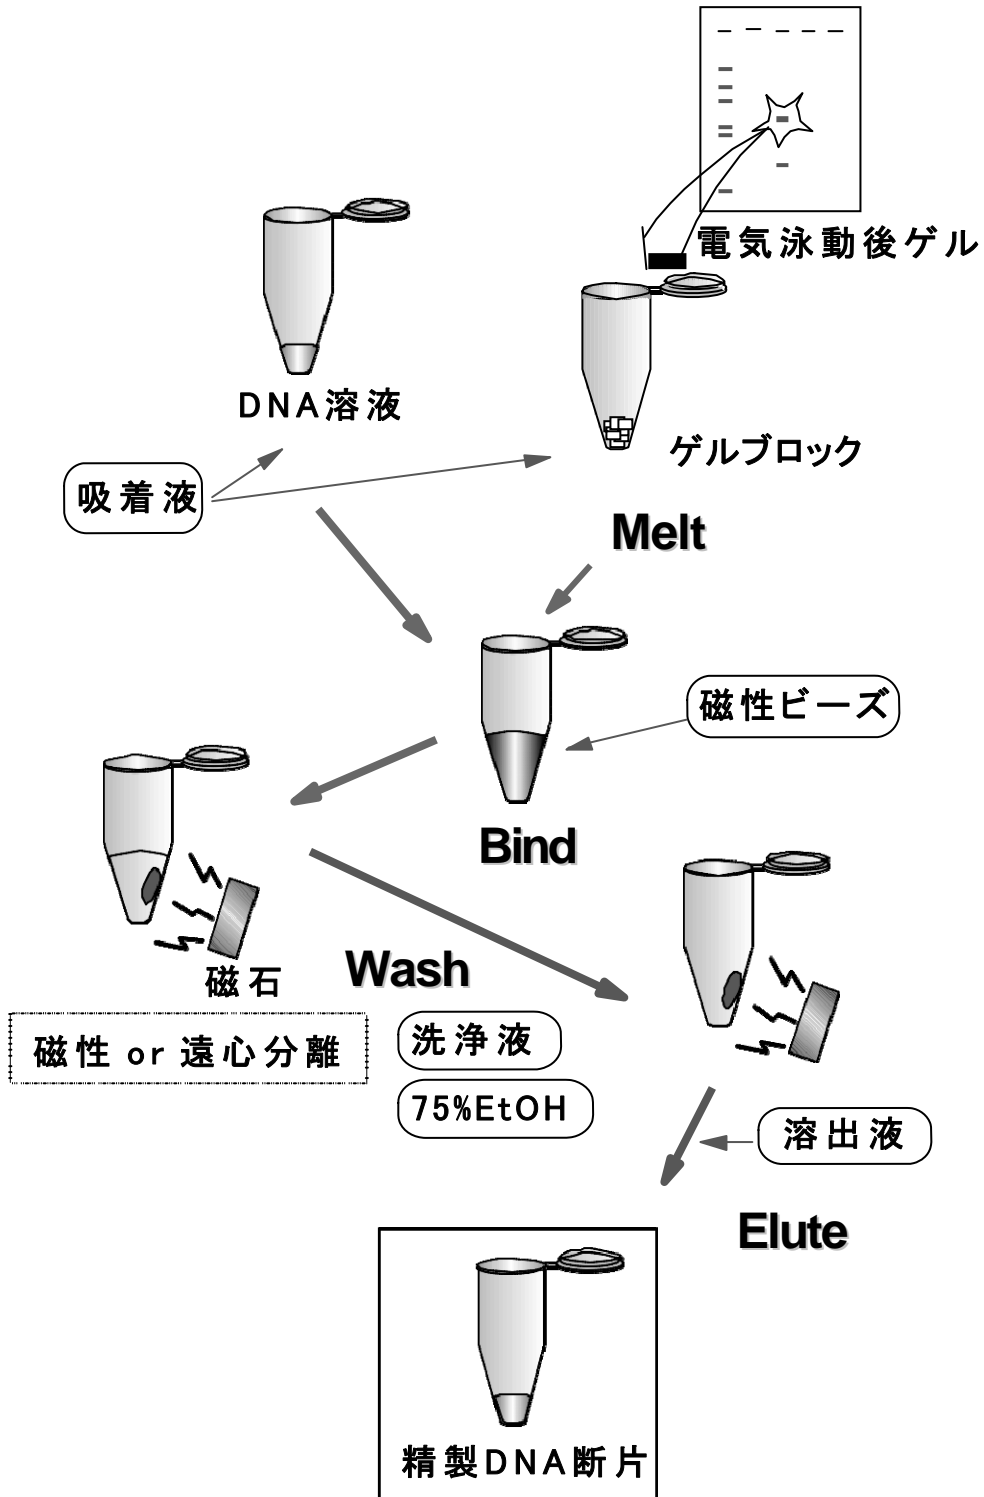 電気泳動後ゲル
DNA溶液
ゲルブロック
吸着液
Melt
磁性ビーズ
Bind
磁石
Wash
磁性 or 遠心分離
洗浄液
75%EtOH
溶出液
Elute
精製DNA断片